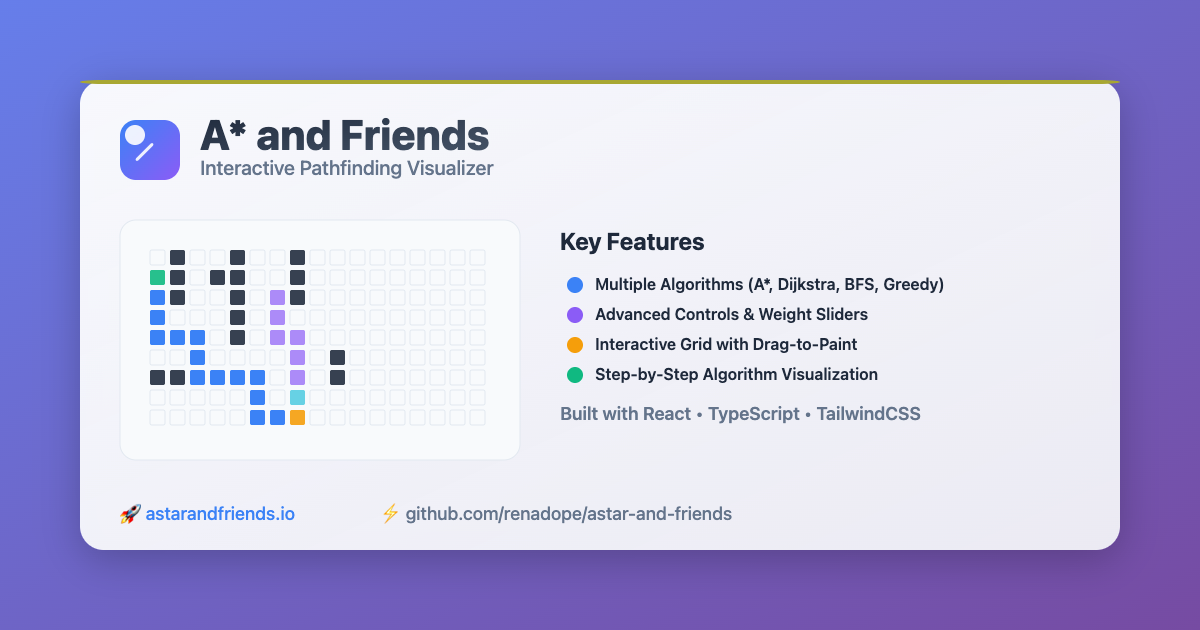 A* and Friends
Interactive Pathfinding Visualizer
Key Features
Multiple Algorithms (A*, Dijkstra, BFS, Greedy)
Advanced Controls & Weight Sliders
Interactive Grid with Drag-to-Paint
Step-by-Step Algorithm Visualization
Built with React • TypeScript • TailwindCSS
🚀 astarandfriends.io
⚡ github.com/renadope/astar-and-friends